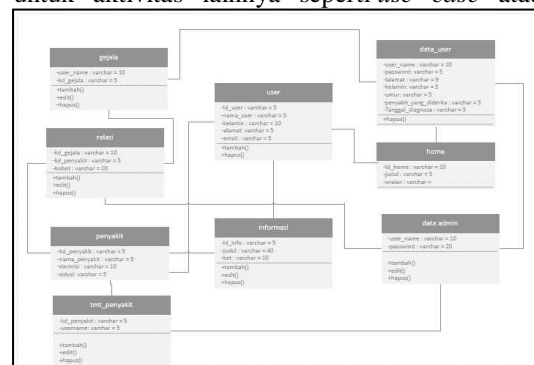 untuk aktivitas lainnya seperti use case atau
gejala
-user_name : varchar = 10
-kd_gejala : varchar = 5
+tambah()
+edit()
+hapus()
relasi
-kd_gejala : varchar = 10
-kd_penyakit : varchar = 5
-bobot : varchar = 10
+tambah()
+edit()
+hapus()
penyakit
-kd_penyakit : varchar = 5
-nama_penyakit : varchar = 5
-devinisi : varchar = 10
-solusi : varchar = 5
+tambah()
+edit()
+hapus()
tmt_penyakit
-kd_penyakit : varchar = 5
-username : varchar = 5
+tambah()
+edit()
+hapus()
user
-id_user : varchar = 5
-nama_user : varchar = 5
-kelamin : varchar = 10
-alamat : varchar = 5
-email : varchar = 5
+tambah()
+hapus()
informasi
-id_info : varchar = 5
-judul : varchar = 40
-ket : varchar = 10
+tambah()
+edit()
+hapus()
data_user
-user_name : varchar = 10
-password : varchar = 5
-lalamat : varchar = 9
-kelamin : varchar = 5
-umur : varchar = 5
-penyakit_yang_diderita : varchar = 5
-Tanggal_diagnosa : varchar = 5
+hapus()
home
-id_home : varchar = 10
-judul : varchar = 5
-uraian : varchar =
data admin
-user_name : varchar = 10
-password : varchar = 20
+tambah()
+edit()
+hapus()